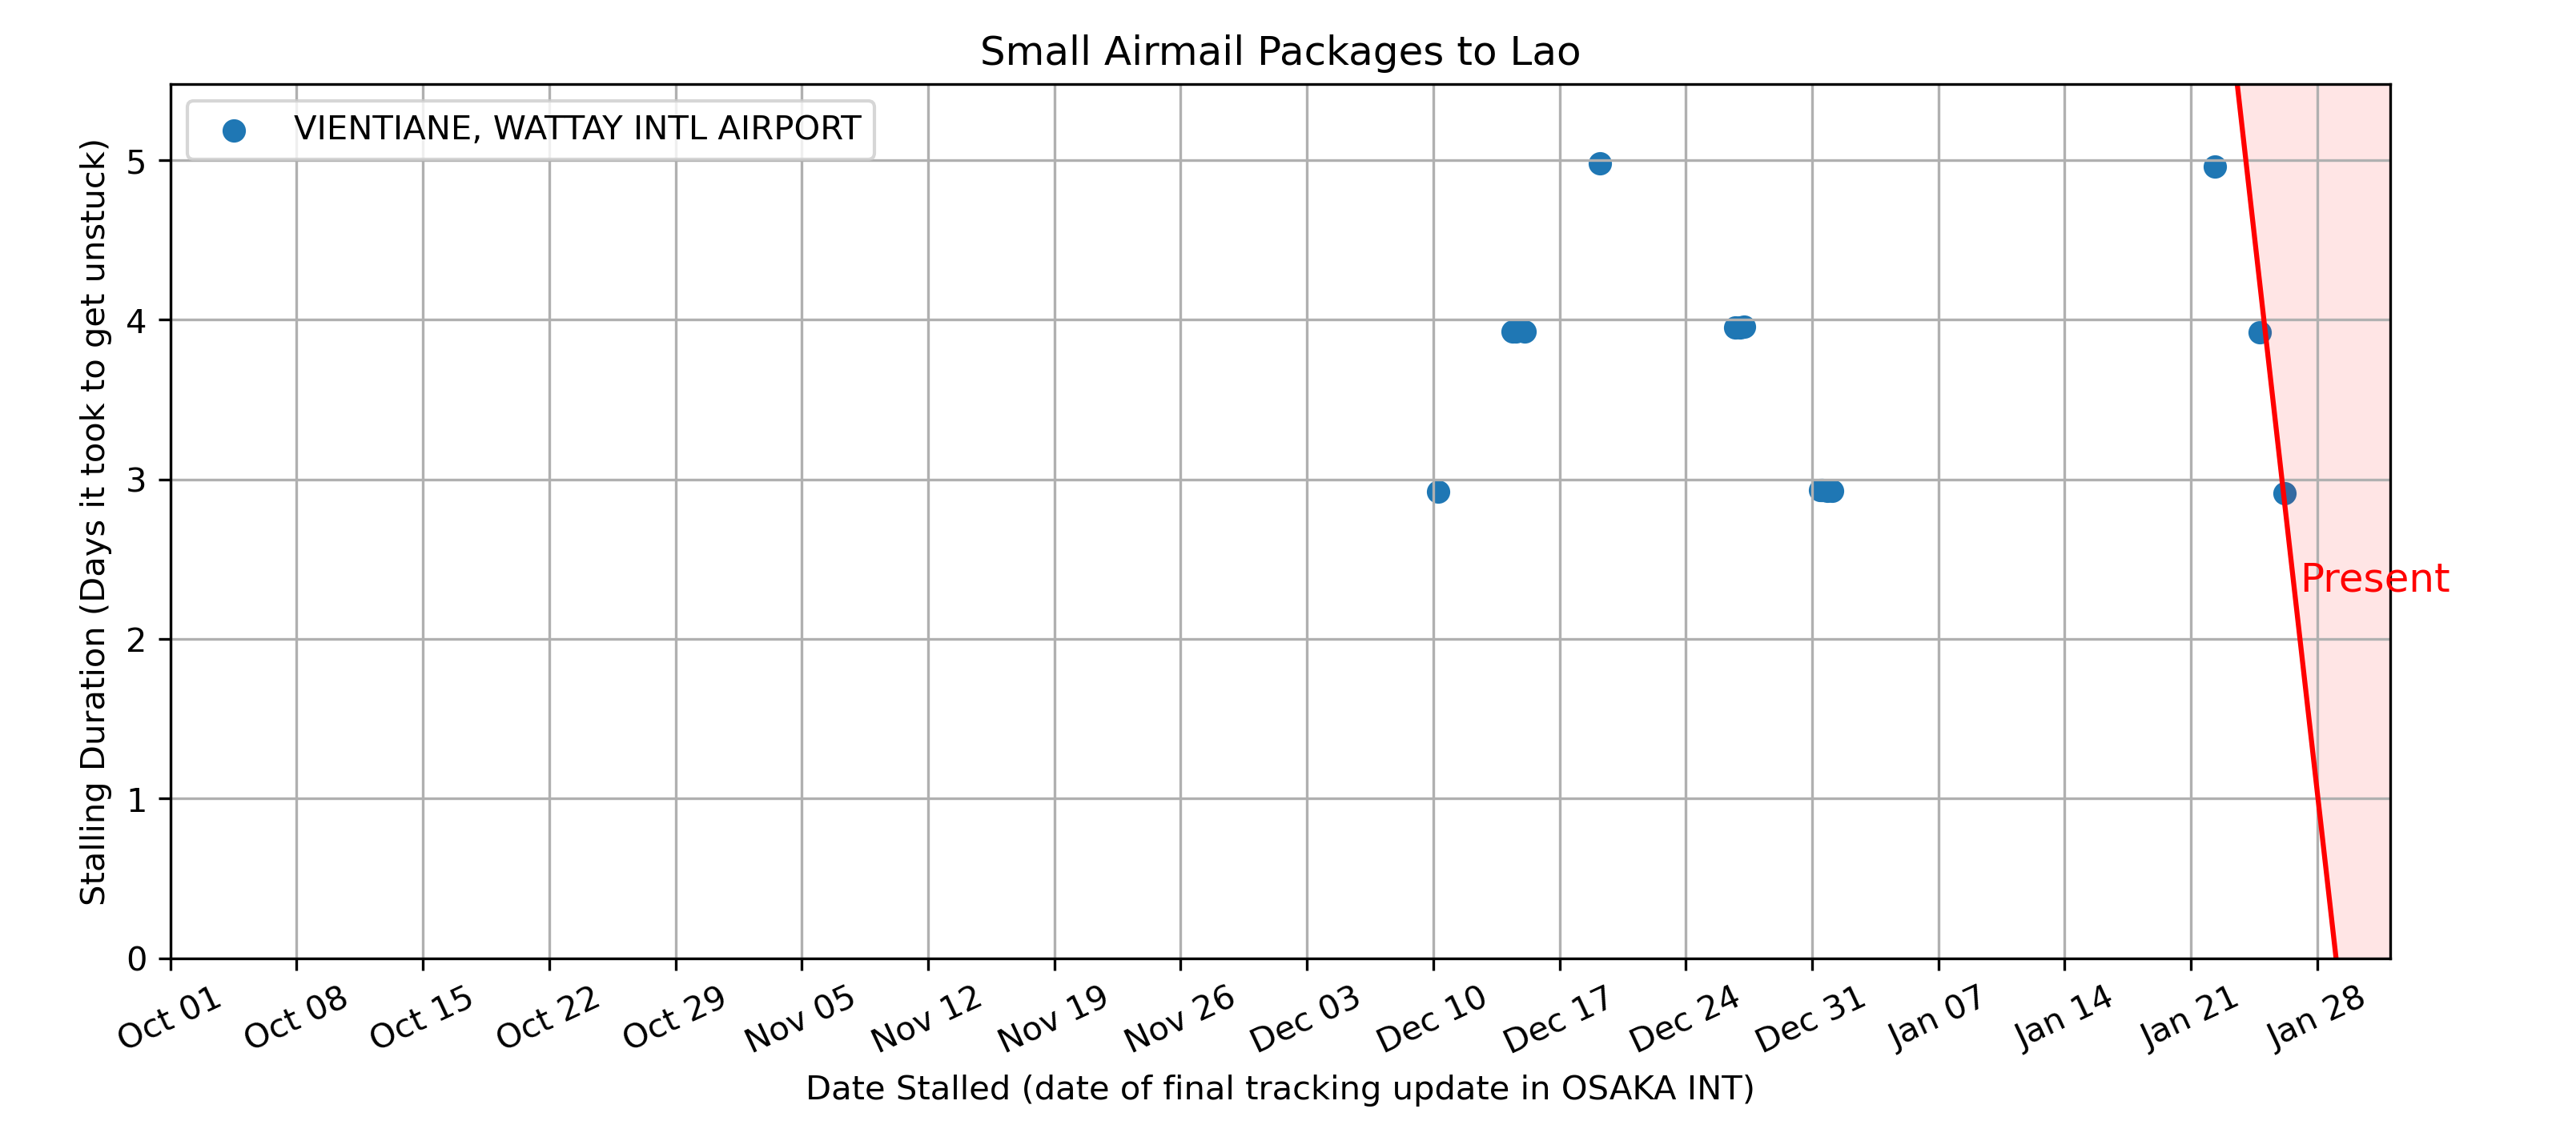 Small Airmail Packages to Lao
VIENTIANE, WATTAY INTL AIRPORT
Stalling Duration (Days it took to get unstuck)
5
4
3
2
1
0
Present
Oct 01
Oct 08
Oct 15
Oct 22
Oct 29
Nov 05
Nov 12
Nov 19
Nov 26
Dec 03
Dec 10
Dec 17
Dec 24
Dec 31
Jan 07
Jan 14
Jan 21
Jan 28
Date Stalled (date of final tracking update in OSAKA INT)